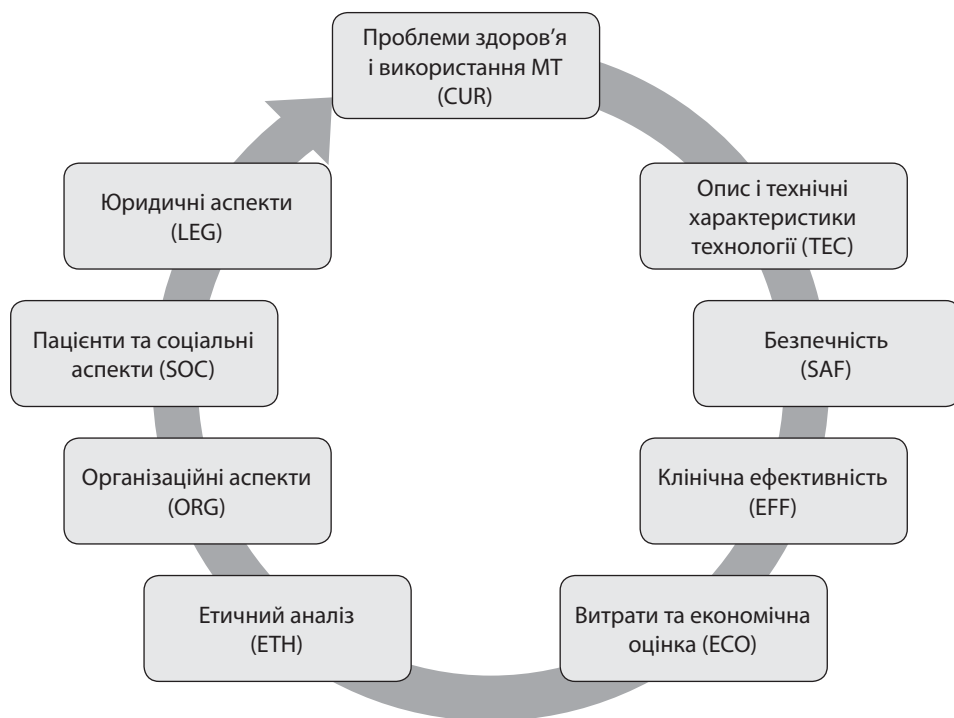 Проблеми здоров’я
і використання МТ
(CUR)
Опис і технічні
характеристики
технології (TEC)
Безпечність
(SAF)
Клінічна ефективність
(EFF)
Витрати та економічна
оцінка (ECO)
Етичний аналіз
(ETH)
Організаційні аспекти
(ORG)
Пацієнти та соціальні
аспекти (SOC)
Юридичні аспекти
(LEG)